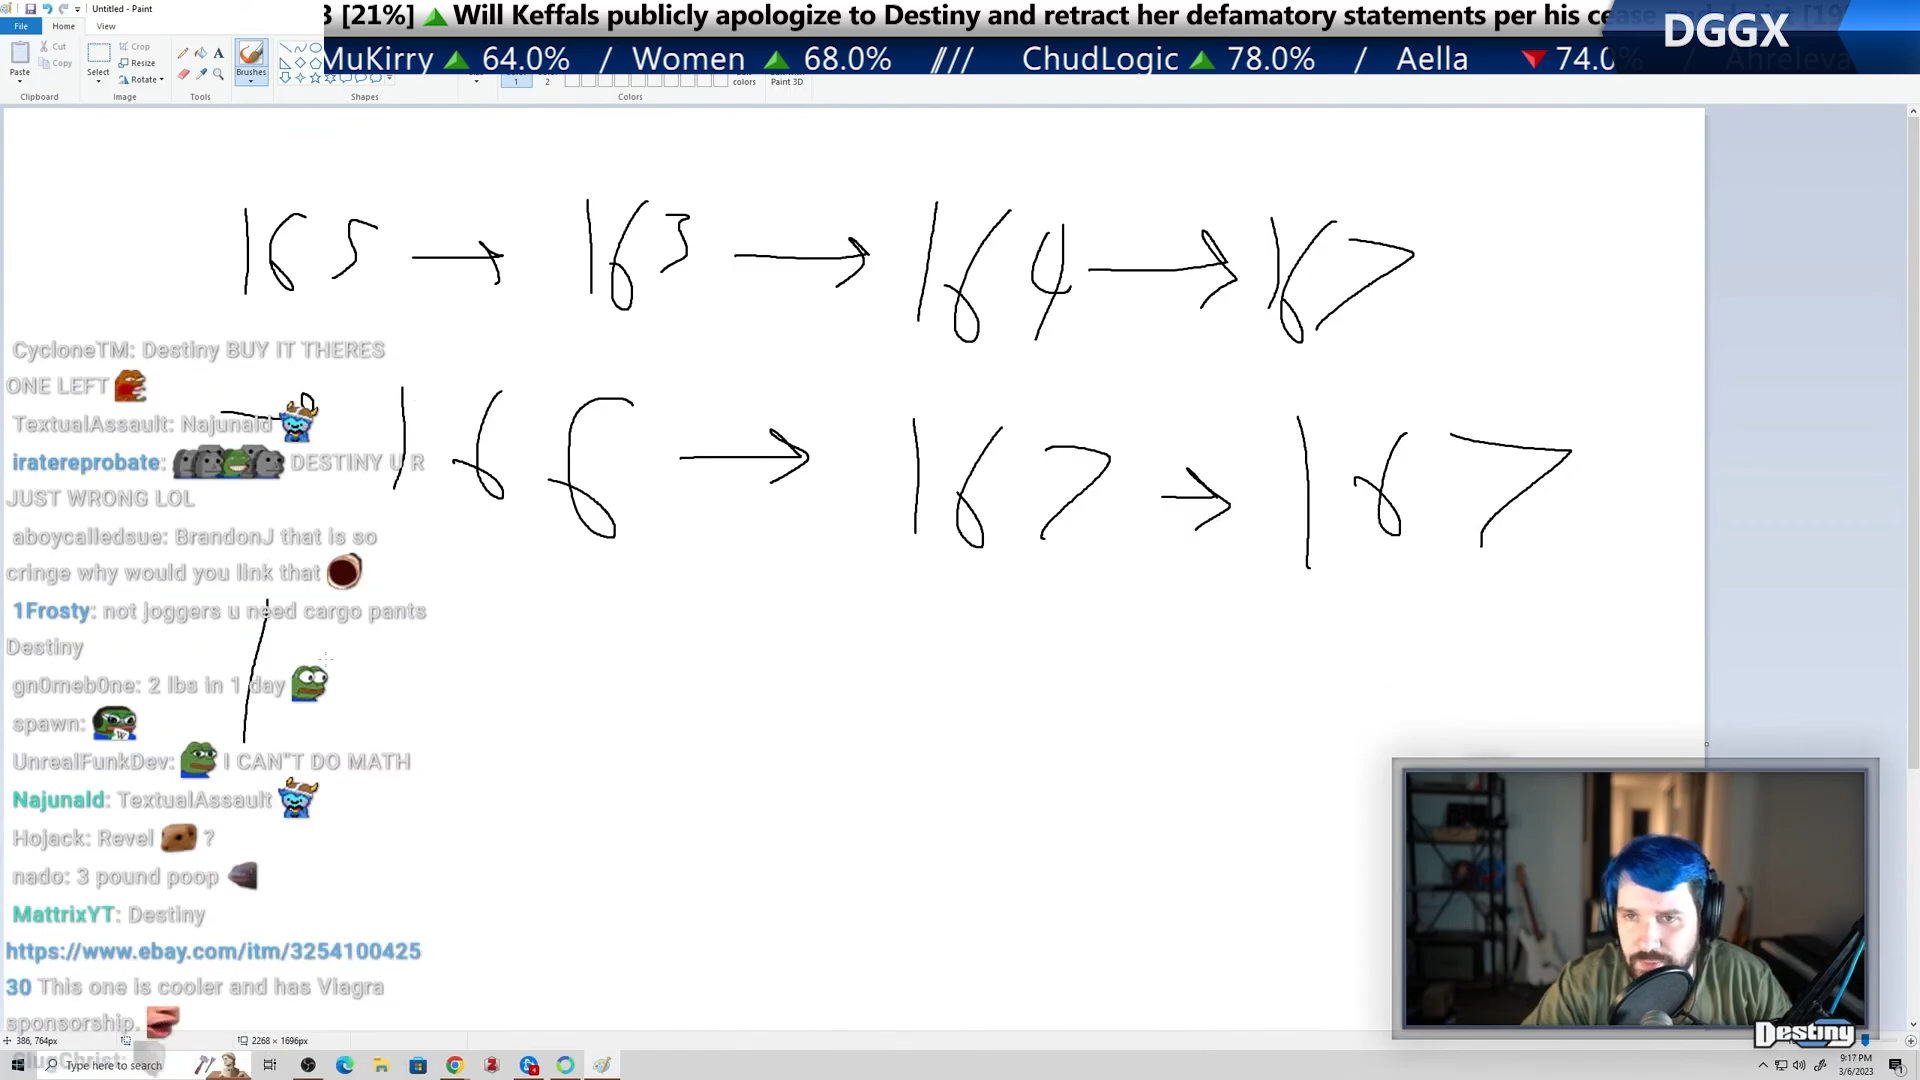 Untitled - Paint
3 [21%] Will Keffals publicly apologize to Destiny and retract her defamatory statements per his
DGGX
File Home View
MuKirry 64.0% / Women 68.0% /// ChudLogic 78.0% / Aella 74.0% / Ahreleva
Paste
Cut
Copy
Select
Crop
Resize
Rotate
Brushes
1
2
colors
Paint 3D
Clipboard Image Tools Shapes Colors
165 → 163 → 164 → 167
→ 166 → 167 → 167
CycloneTM: Destiny BUY IT THERES
ONE LEFT
TextualAssault: Najunald
iratereprobate: DESTINY U R
JUST WRONG LOL
aboycalledsue: BrandonJ that is so
cringe why would you link that
1Frosty: not joggers u need cargo pants
Destiny
gn0meb0ne: 2 lbs in 1 day
spawn:
UnrealFunkDev: I CAN"T DO MATH
Najunald: TextualAssault
Hojack: Revel ?
nado: 3 pound poop
MattrixYT: Destiny
https://www.ebay.com/itm/3254100425
30 This one is cooler and has Viagra
sponsorship.
Destiny
386, 764px
2268 × 1696px
Type here to search
9:17 PM
3/6/2023